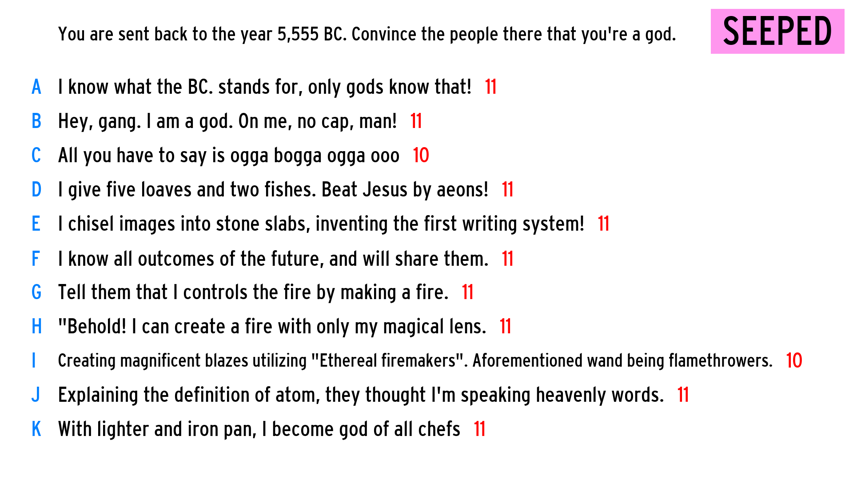 You are sent back to the year 5,555 BC. Convince the people there that you're a god.
SEEPED
A I know what the BC. stands for, only gods know that! 11
B Hey, gang. I am a god. On me, no cap, man! 11
C All you have to say is ogga bogga ogga ooo 10
D I give five loaves and two fishes. Beat Jesus by aeons! 11
E I chisel images into stone slabs, inventing the first writing system! 11
F I know all outcomes of the future, and will share them. 11
G Tell them that I controls the fire by making a fire. 11
H "Behold! I can create a fire with only my magical lens. 11
I Creating magnificent blazes utilizing "Ethereal firemakers". Aforementioned wand being flamethrowers. 10
J Explaining the definition of atom, they thought I'm speaking heavenly words. 11
K With lighter and iron pan, I become god of all chefs 11